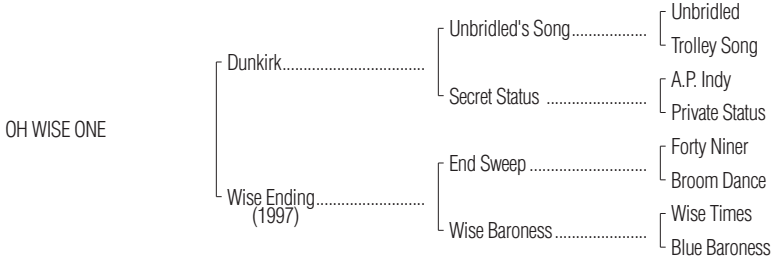 Unbridled
Unbridled's Song...................
Trolley Song
Dunkirk..................................
A.P. Indy
Secret Status .........................
Private Status
OH WISE ONE
Forty Niner
End Sweep .............................
Broom Dance
Wise Ending..........................
(1997)
Wise Times
Wise Baroness.......................
Blue Baroness